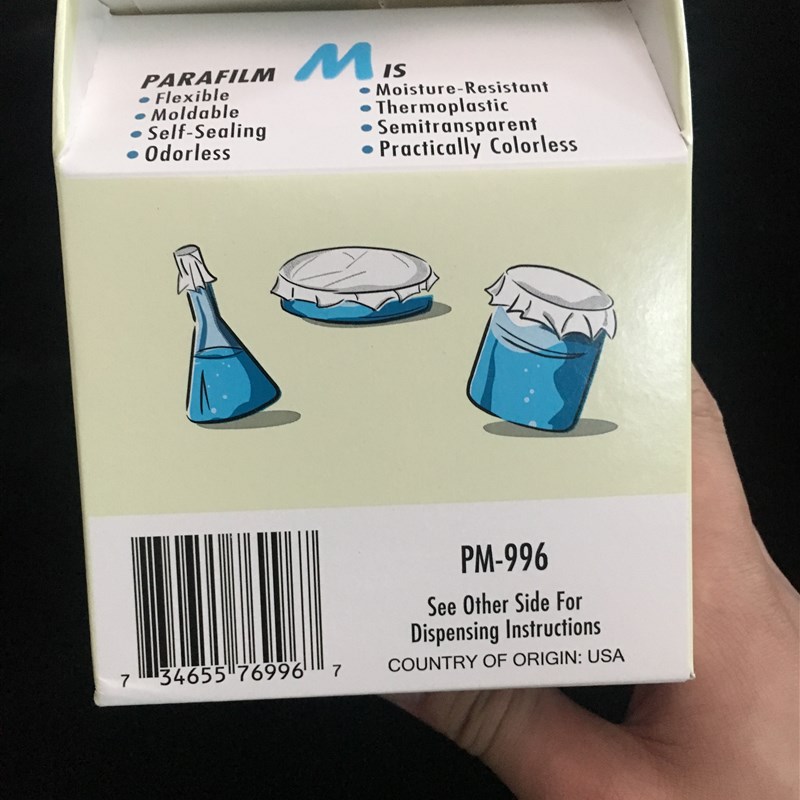 PARAFILM M IS
• Flexible
• Moldable
• Self-Sealing
• Odorless
• Moisture-Resistant
• Thermoplastic
• Semitransparent
• Practically Colorless
PM-996
See Other Side For
Dispensing Instructions
COUNTRY OF ORIGIN: USA
7 34655 76996 7